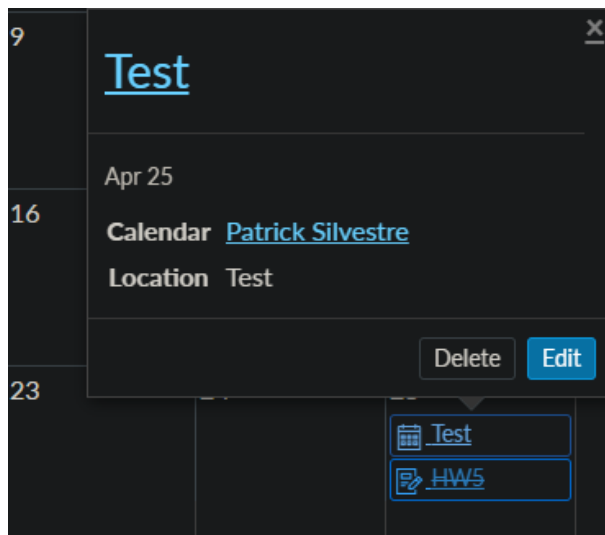 9
×
Test
Apr 25
16
Calendar Patrick Silvestre
Location Test
Delete Edit
23
Test
HW5